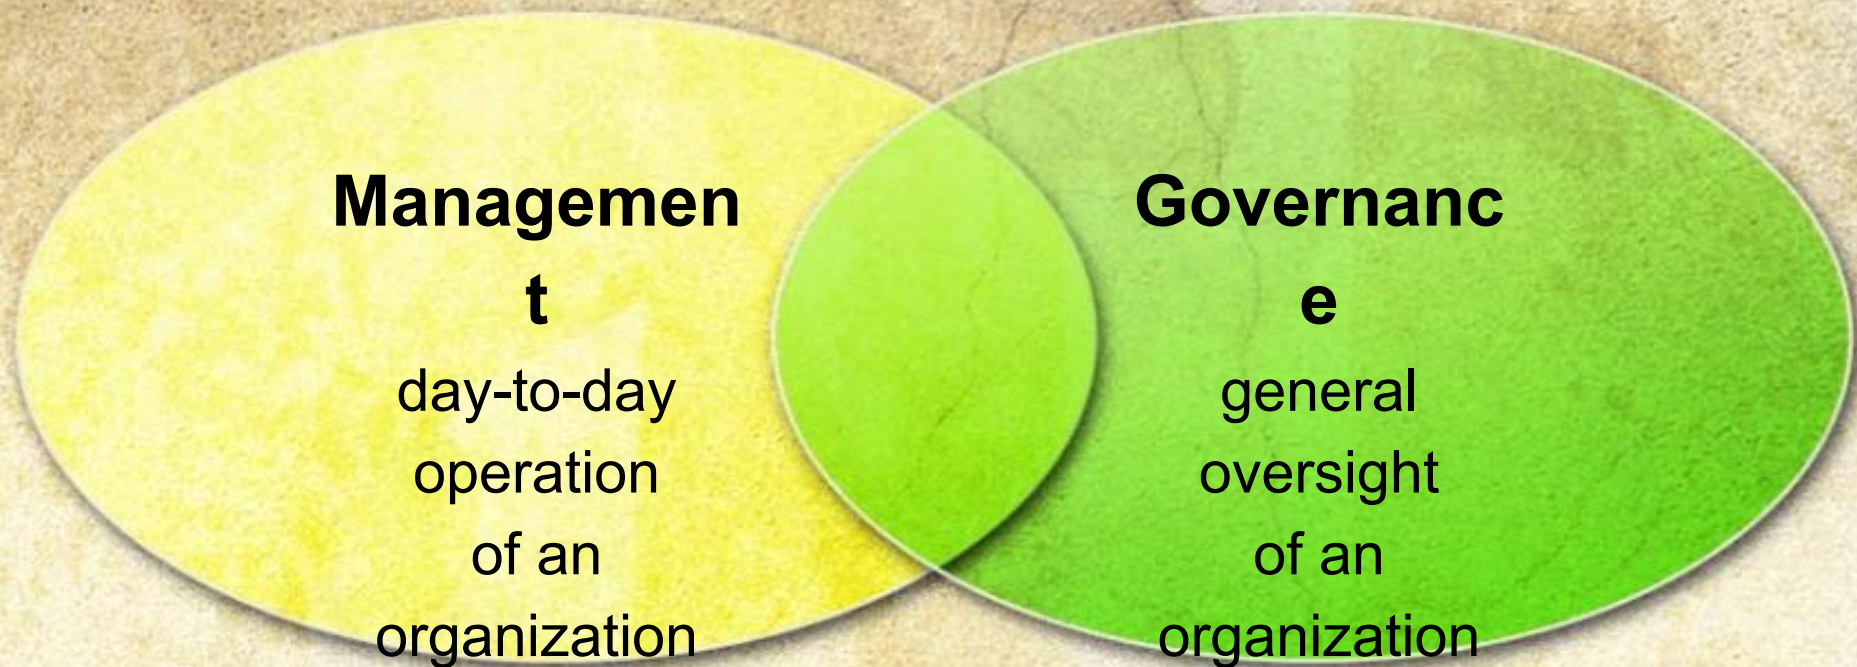 Managemen
t
day-to-day
operation
of an
organization
Governanc
e
general
oversight
of an
organization